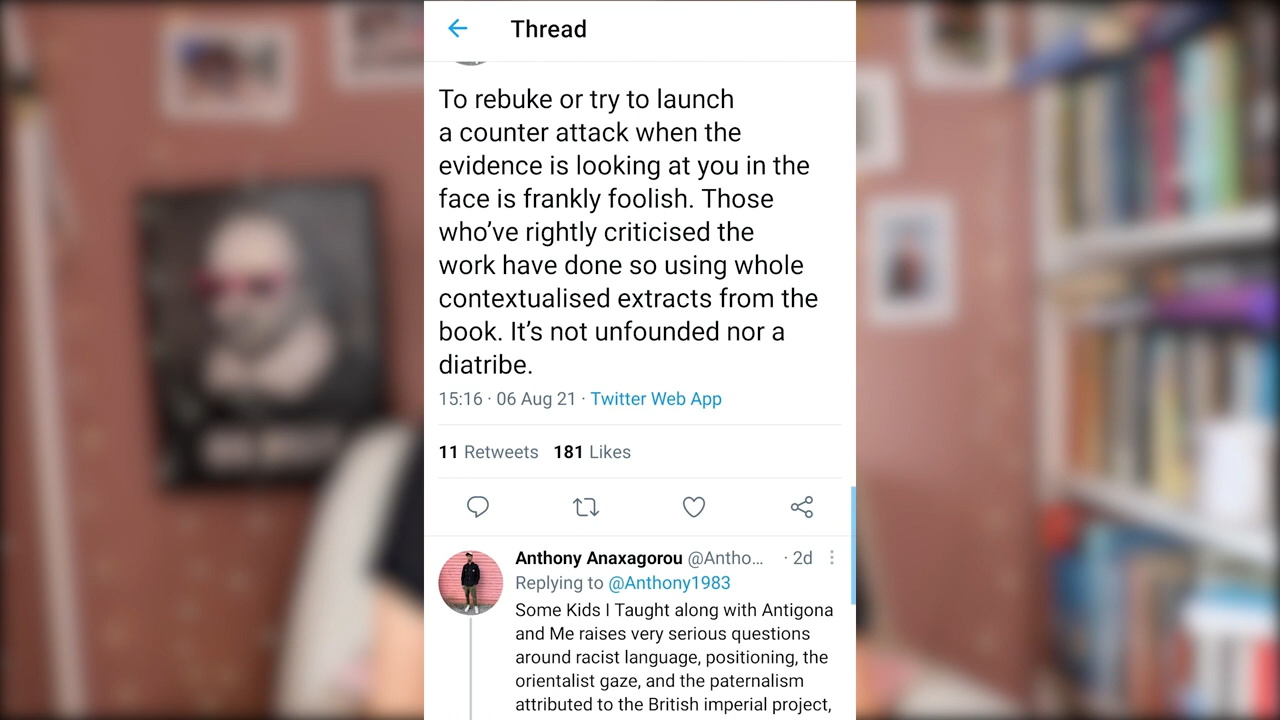 Thread
To rebuke or try to launch
a counter attack when the
evidence is looking at you in the
face is frankly foolish. Those
who've rightly criticised the
work have done so using whole
contextualised extracts from the
book. It's not unfounded nor a
diatribe.
15:16 · 06 Aug 21 · Twitter Web App
11 Retweets 181 Likes
Anthony Anaxagorou @Antho... · 2d
Replying to @Anthony1983
Some Kids I Taught along with Antigona
and Me raises very serious questions
around racist language, positioning, the
orientalist gaze, and the paternalism
attributed to the British imperial project,